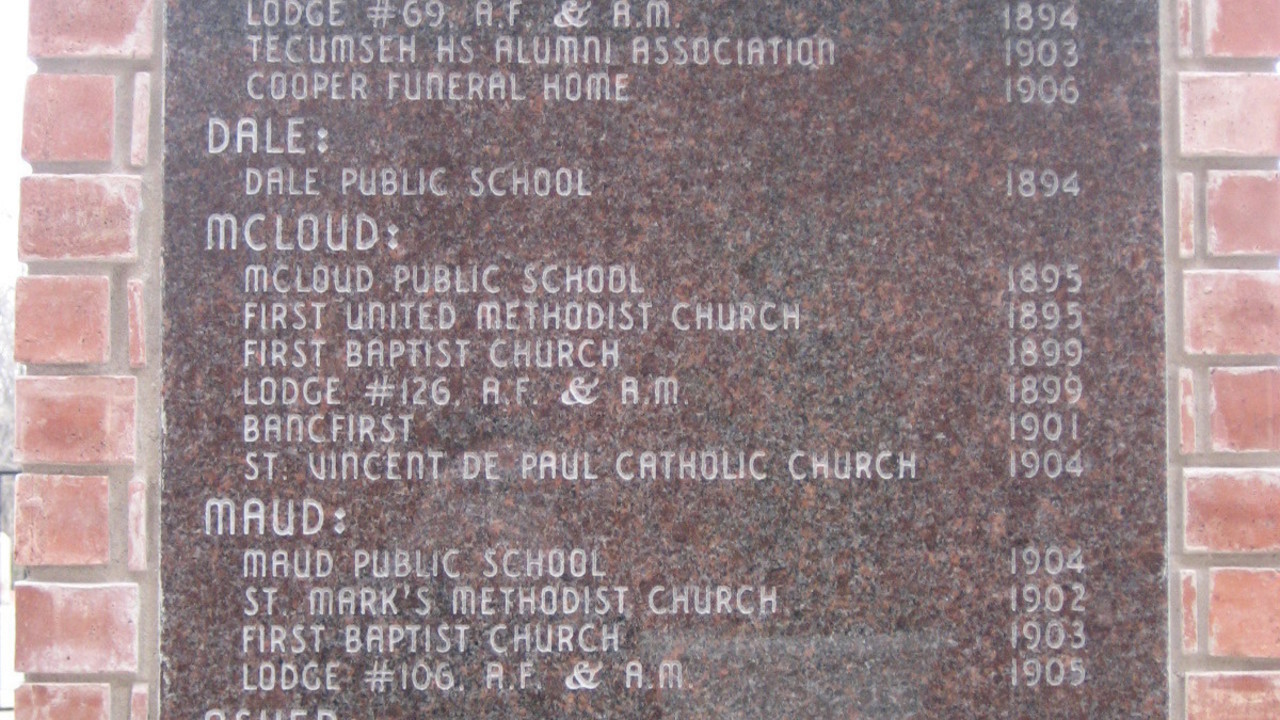 LODGE #69, A.F. & A.M. 1894
TECUMSEH HS ALUMNI ASSOCIATION 1903
COOPER FUNERAL HOME 1906
DALE:
DALE PUBLIC SCHOOL 1894
MCLOUD:
MCLOUD PUBLIC SCHOOL 1895
FIRST UNITED METHODIST CHURCH 1895
FIRST BAPTIST CHURCH 1899
LODGE #126, A.F. & A.M. 1899
BANCFIRST 1901
ST. VINCENT DE PAUL CATHOLIC CHURCH 1904
MAUD:
MAUD PUBLIC SCHOOL 1904
ST. MARK'S METHODIST CHURCH 1902
FIRST BAPTIST CHURCH 1903
LODGE #106, A.F. & A.M. 1905
ASHER: